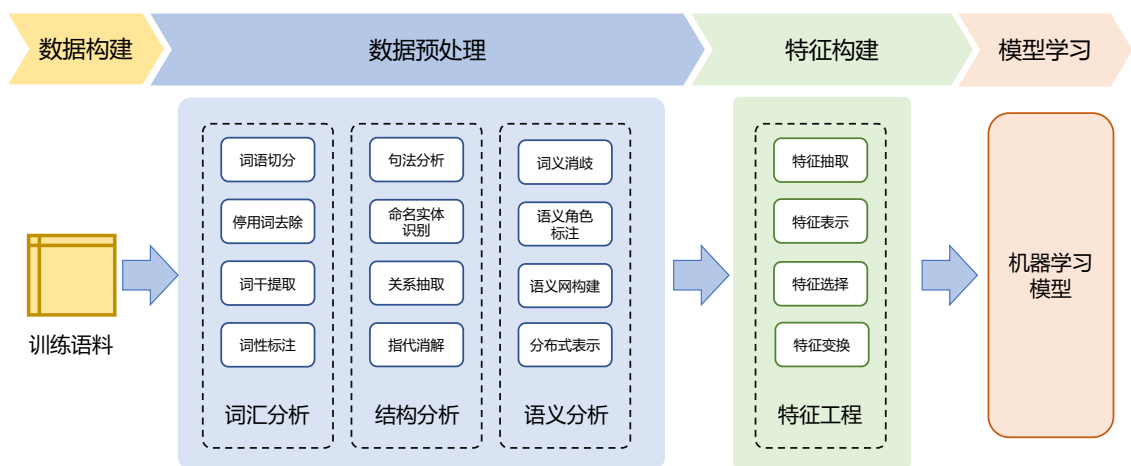 数据构建
数据预处理
特征构建
模型学习
训练语料
词语切分
停用词去除
词干提取
词性标注
词汇分析
句法分析
命名实体
识别
关系抽取
指代消解
结构分析
词义消歧
语义角色
标注
语义网构建
分布式表示
语义分析
特征抽取
特征表示
特征选择
特征变换
特征工程
机器学习
模型